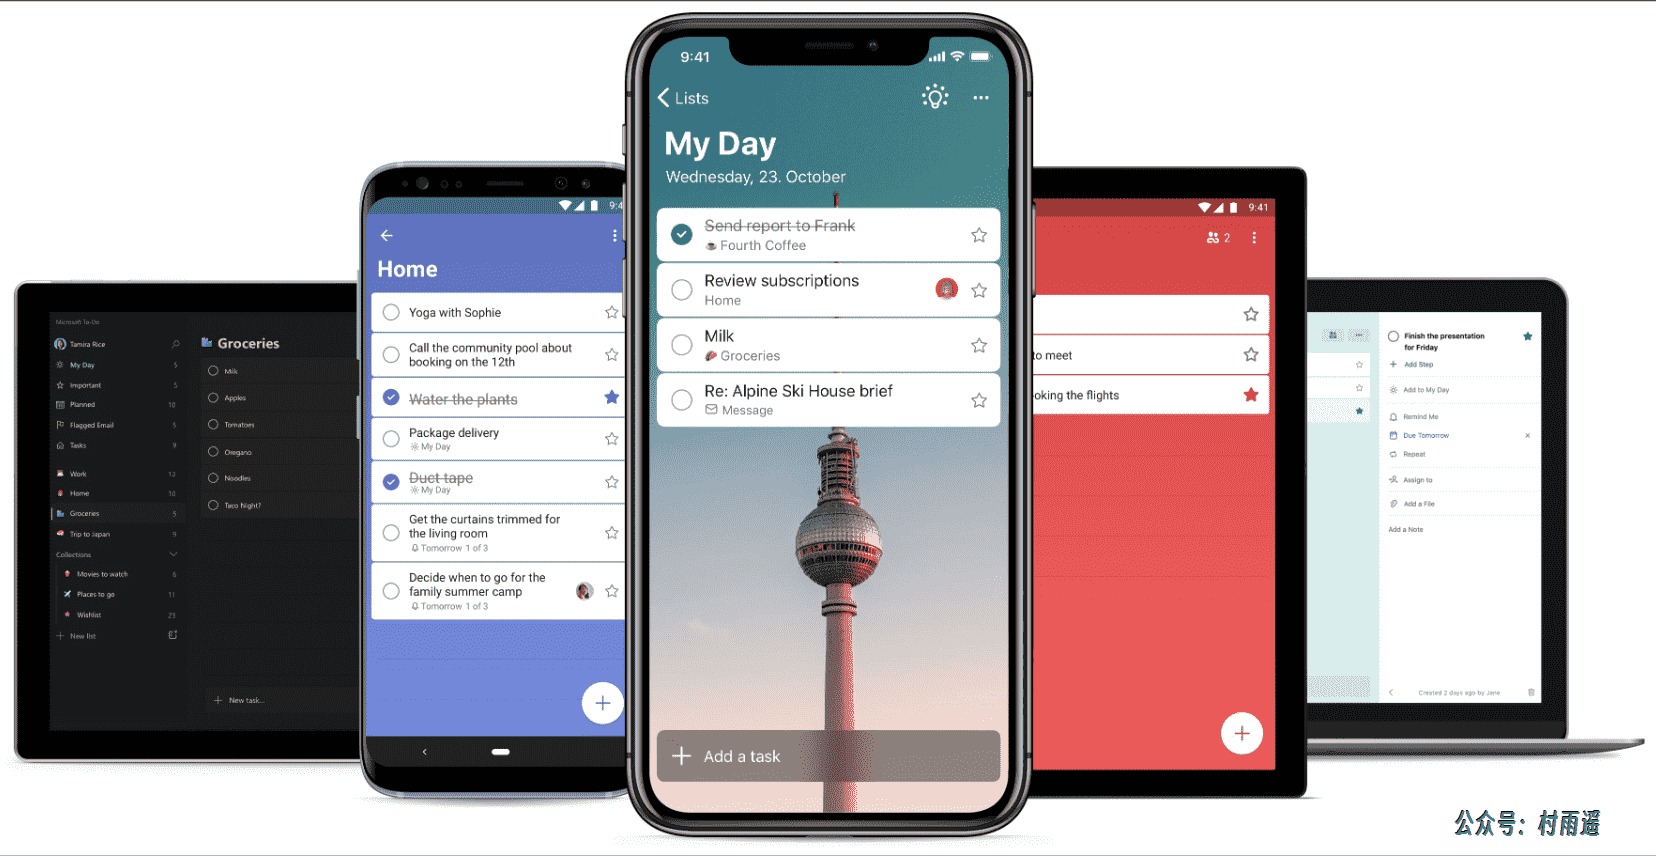 Microsoft To-Do
Tamira Rice
My Day 5
Important 5
Planned 10
Flagged Email 5
Tasks 9
Work 13
Home 10
Groceries 5
Trip to Japan 9
Collections
Movies to watch 6
Places to go 11
Wishlist 23
New list
Groceries
Milk
Apples
Tomatoes
Oregano
Noodles
Taco Night?
New task...
9:4
Home
Yoga with Sophie
Call the community pool about
booking on the 12th
Water the plants
Package delivery
My Day
Duct tape
My Day
Get the curtains trimmed for
the living room
Tomorrow 1 of 3
Decide when to go for the
family summer camp
Tomorrow 1 of 3
9:41
Lists
My Day
Wednesday, 23. October
Send report to Frank
Fourth Coffee
Review subscriptions
Home
Milk
Groceries
Re: Alpine Ski House brief
Message
Add a task
9:41
2
to meet
oking the flights
Finish the presentation
for Friday
Add Step
Add to My Day
Remind Me
Due Tomorrow
Repeat
Assign to
Add a File
Add a Note
Created 2 days ago by Jane
公众号：村雨遥